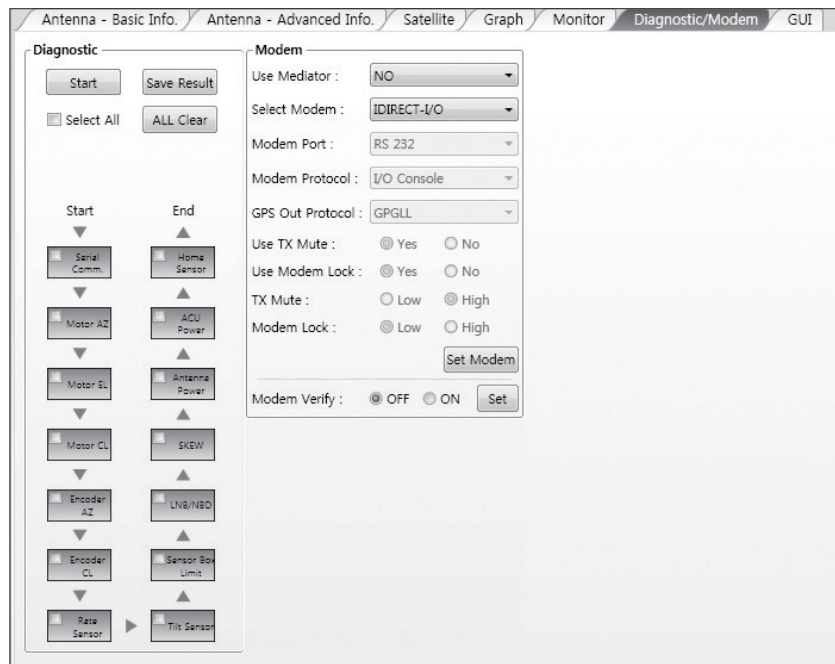 Antenna - Basic Info. Antenna - Advanced Info. Satellite Graph Monitor Diagnostic/Modem GUI
Diagnostic
Start Save Result
Select All ALL Clear
Start End
Serial Comm. Home Sensor
Motor AZ ACU Power
Motor EL Antenna Power
Motor CL SKEW
Encoder AZ LNB/NBD
Encoder CL Sensor Box Limit
Rate Sensor Tilt Sensor
Modem
Use Mediator : NO
Select Modem : IDIRECT-I/O
Modem Port : RS 232
Modem Protocol : I/O Console
GPS Out Protocol : GPGLL
Use TX Mute : Yes No
Use Modem Lock : Yes No
TX Mute : Low High
Modem Lock : Low High
Set Modem
Modem Verify : OFF ON Set